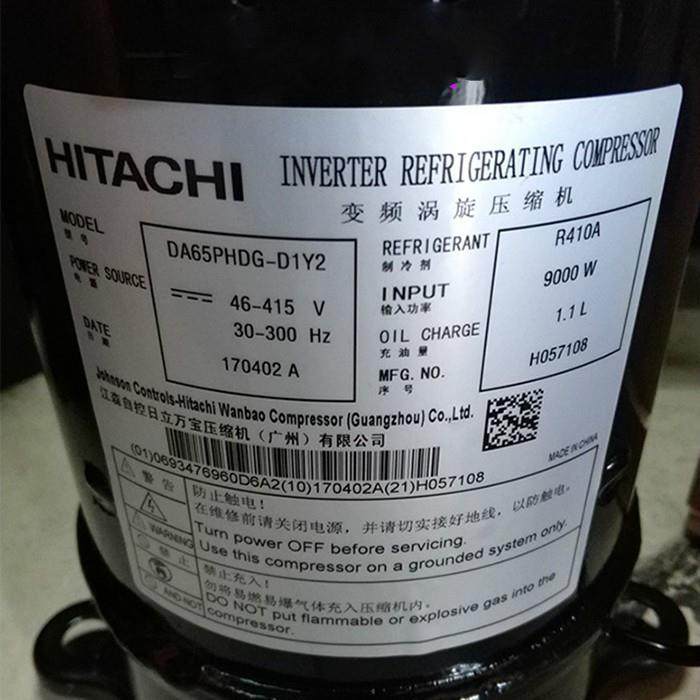 HITACHI INVERTER REFRIGERATING COMPRESSOR
变频涡旋压缩机
MODEL DA65PHDG-D1Y2
型号
POWER SOURCE 46-415 V
电源 30-300 Hz
DATE 170402 A
日期
REFRIGERANT R410A
制冷剂
INPUT 9000 W
输入功率
OIL CHARGE 1.1 L
充油量
MFG. NO. H057108
序号
Johnson Controls-Hitachi Wanbao Compressor (Guangzhou) Co.,Ltd.
江森自控日立万宝压缩机（广州）有限公司
MADE IN CHINA
(01)0693476960D6A2(10)170402A(21)H057108
警告
WARNING
防止触电！
在维修前请关闭电源，并请切实接好地线，以防触电。
Turn power OFF before servicing.
Use this compressor on a grounded system only.
禁止
AND NOT
禁止充入！
勿将易燃易爆气体充入压缩机内。
DO NOT put flammable or explosive gas into the
compressor.